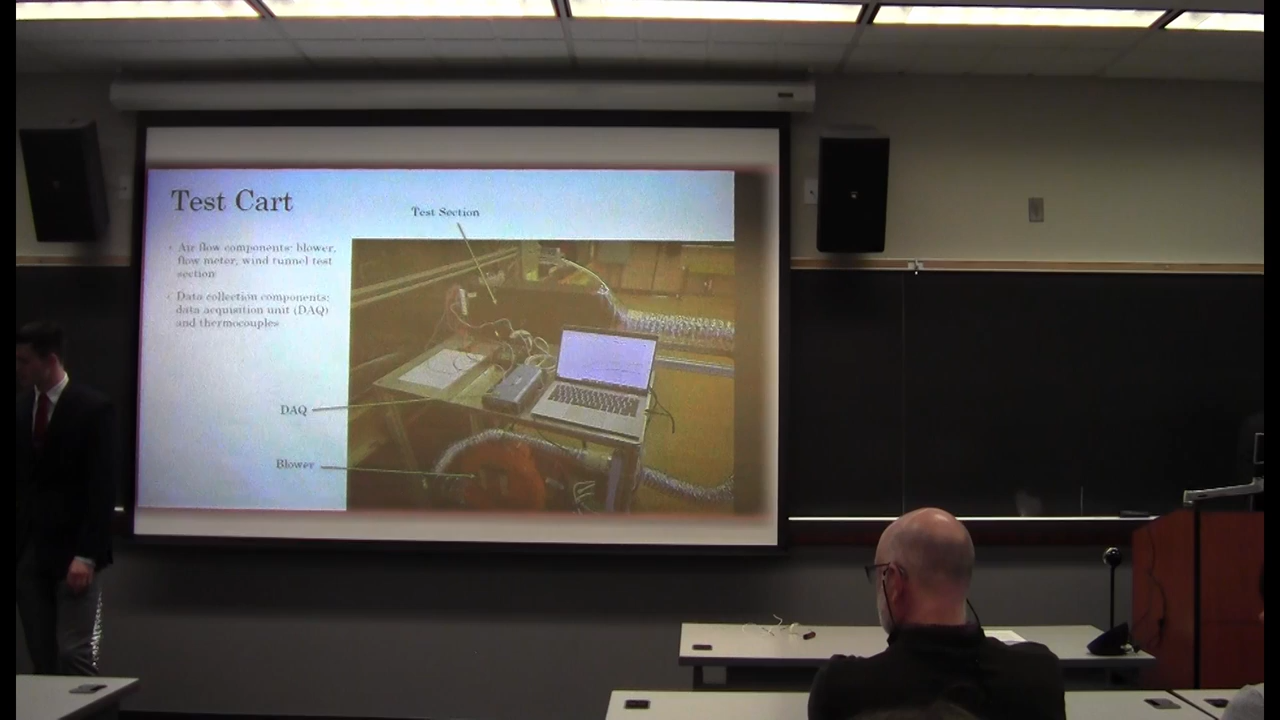 Test Cart
Test Section
Air flow components: blower,
flow meter, wind tunnel test
section
Data collection components:
data acquisition unit (DAQ)
and thermocouples
DAQ
Blower